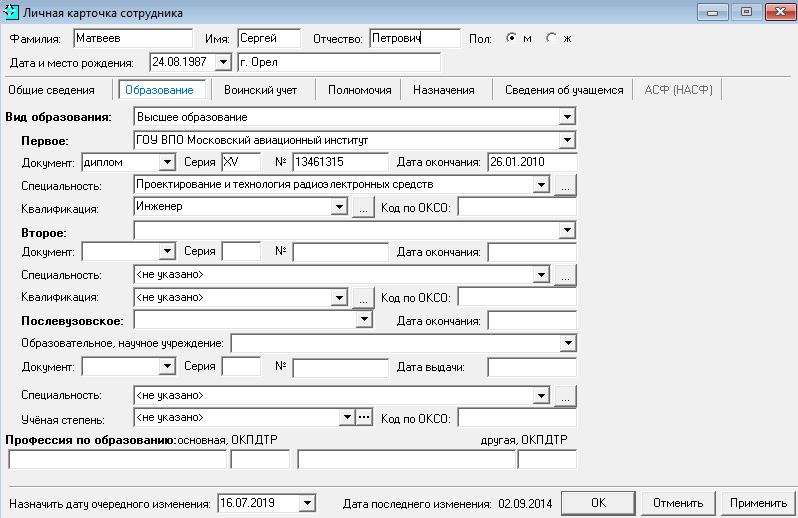 Личная карточка сотрудника
Фамилия: Матвеев Имя: Сергей Отчество: Петрович Пол: м ж
Дата и место рождения: 24.08.1987 г. Орел
Общие сведения Образование Воинский учет Полномочия Назначения Сведения об учащемся АСФ (НАСФ)
Вид образования: Высшее образование
Первое: ГОУ ВПО Московский авиационный институт
Документ: диплом Серия XV № 13461315 Дата окончания: 26.01.2010
Специальность: Проектирование и технология радиоэлектронных средств ...
Квалификация: Инженер ... Код по ОКСО:
Второе:
Документ: Серия № Дата окончания:
Специальность: <не указано> ...
Квалификация: <не указано> ... Код по ОКСО:
Послевузовское: Дата окончания:
Образовательное, научное учреждение:
Документ: Серия № Дата выдачи:
Специальность: <не указано> ...
Учёная степень: <не указано> ... Код по ОКСО:
Профессия по образованию: основная, ОКПДТР другая, ОКПДТР
Назначить дату очередного изменения: 16.07.2019 Дата последнего изменения: 02.09.2014 OK Отменить Применить